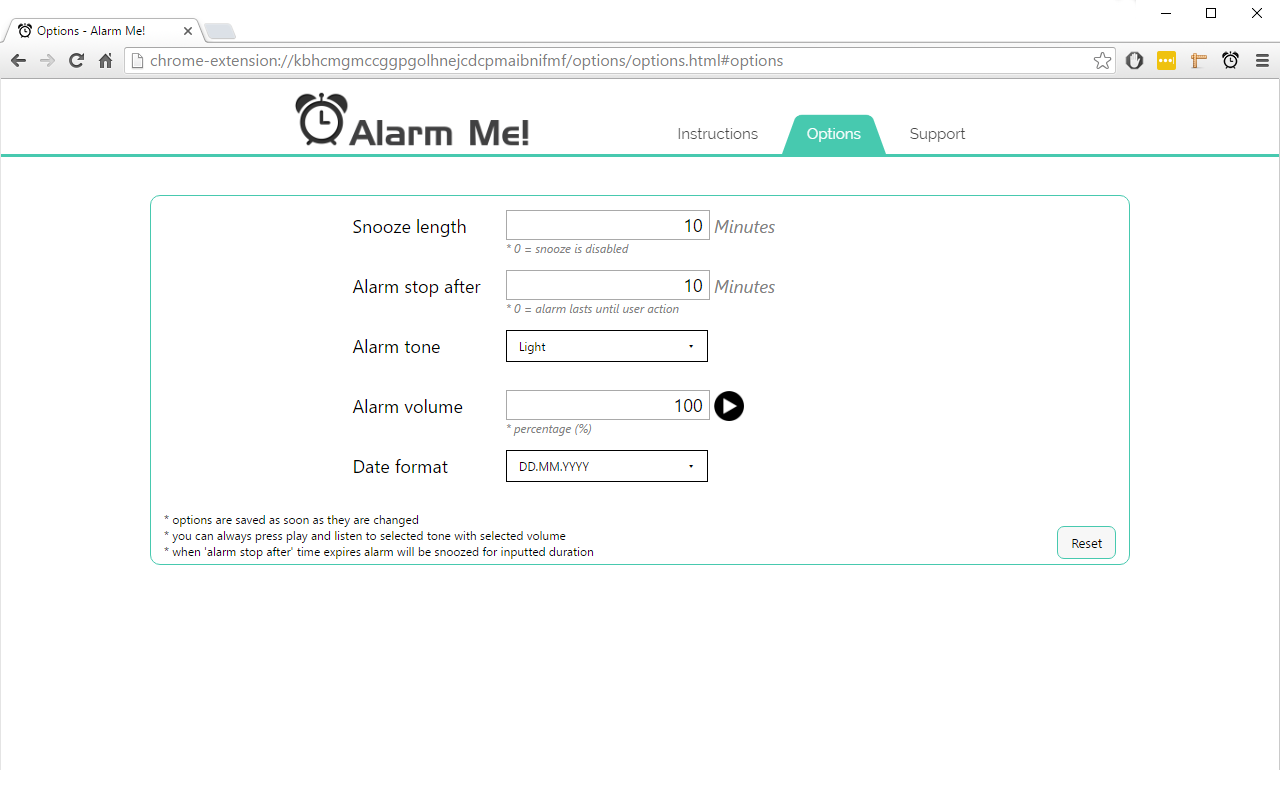 Options - Alarm Me!
chrome-extension://kbhcmgmccggpgolhnejcdcpmaibnifmf/options/options.html#options
Alarm Me!
Instructions
Options
Support
Snooze length 10 Minutes
* 0 = snooze is disabled
Alarm stop after 10 Minutes
* 0 = alarm lasts until user action
Alarm tone Light
Alarm volume 100
* percentage (%)
Date format DD.MM.YYYY
* options are saved as soon as they are changed
* you can always press play and listen to selected tone with selected volume
* when 'alarm stop after' time expires alarm will be snoozed for inputted duration
Reset